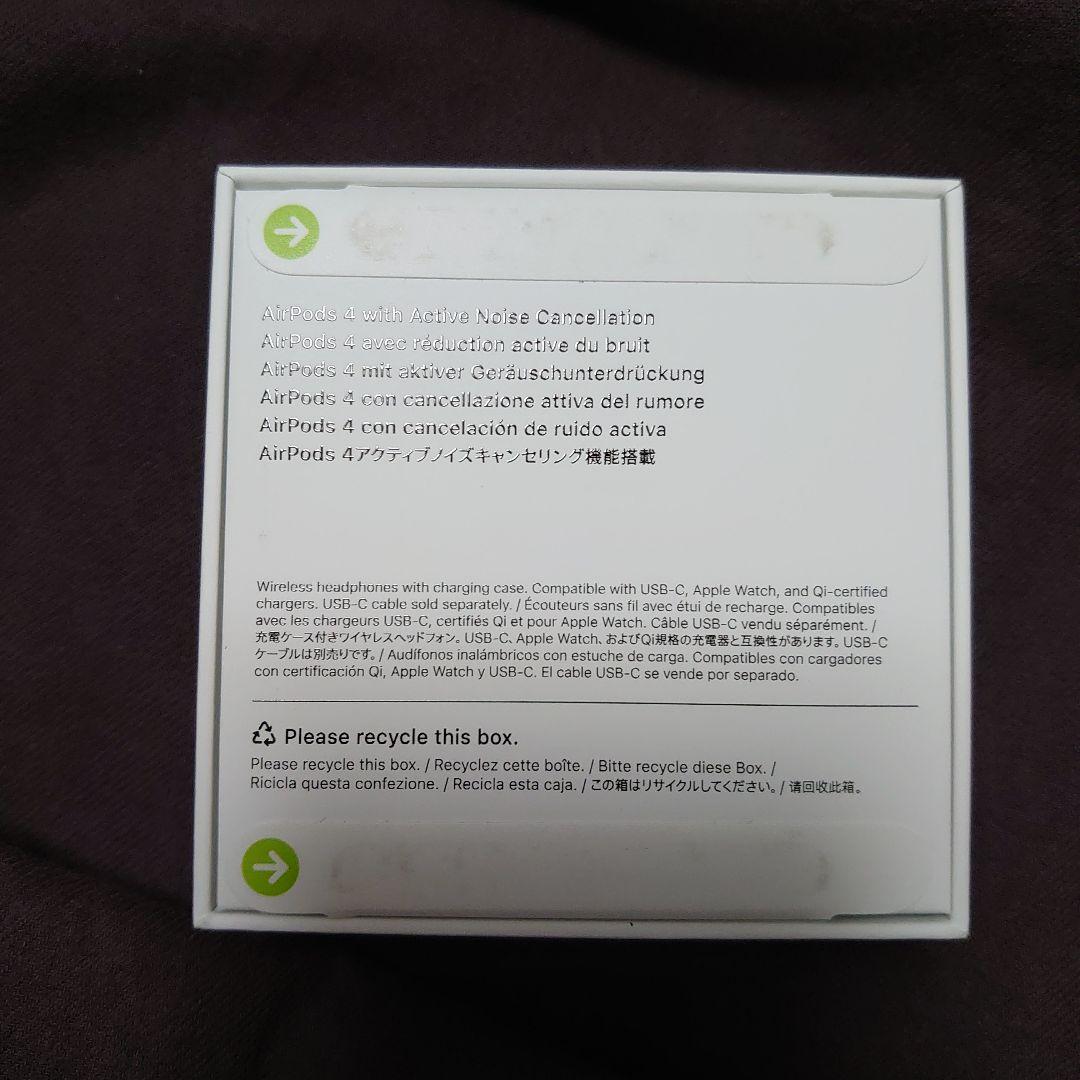 AirPods 4 with Active Noise Cancellation
AirPods 4 avec réduction active du bruit
AirPods 4 mit aktiver Geräuschunterdrückung
AirPods 4 con cancellazione attiva del rumore
AirPods 4 con cancelación de ruido activa
AirPods 4アクティブノイズキャンセリング機能搭載
Wireless headphones with charging case. Compatible with USB-C, Apple Watch, and Qi-certified
chargers. USB-C cable sold separately. / Écouteurs sans fil avec étui de recharge. Compatibles
avec les chargeurs USB-C, certifiés Qi et pour Apple Watch. Câble USB-C vendu séparément. /
充電ケース付きワイヤレスヘッドフォン。USB-C、Apple Watch、およびQi規格の充電器と互換性があります。USB-C
ケーブルは別売りです。/ Audífonos inalámbricos con estuche de carga. Compatibles con cargadores
con certificación Qi, Apple Watch y USB-C. El cable USB-C se vende por separado.
Please recycle this box.
Please recycle this box. / Recyclez cette boîte. / Bitte recycle diese Box. /
Ricicla questa confezione. / Recicla esta caja. / この箱はリサイクルしてください。/ 请回收此箱。